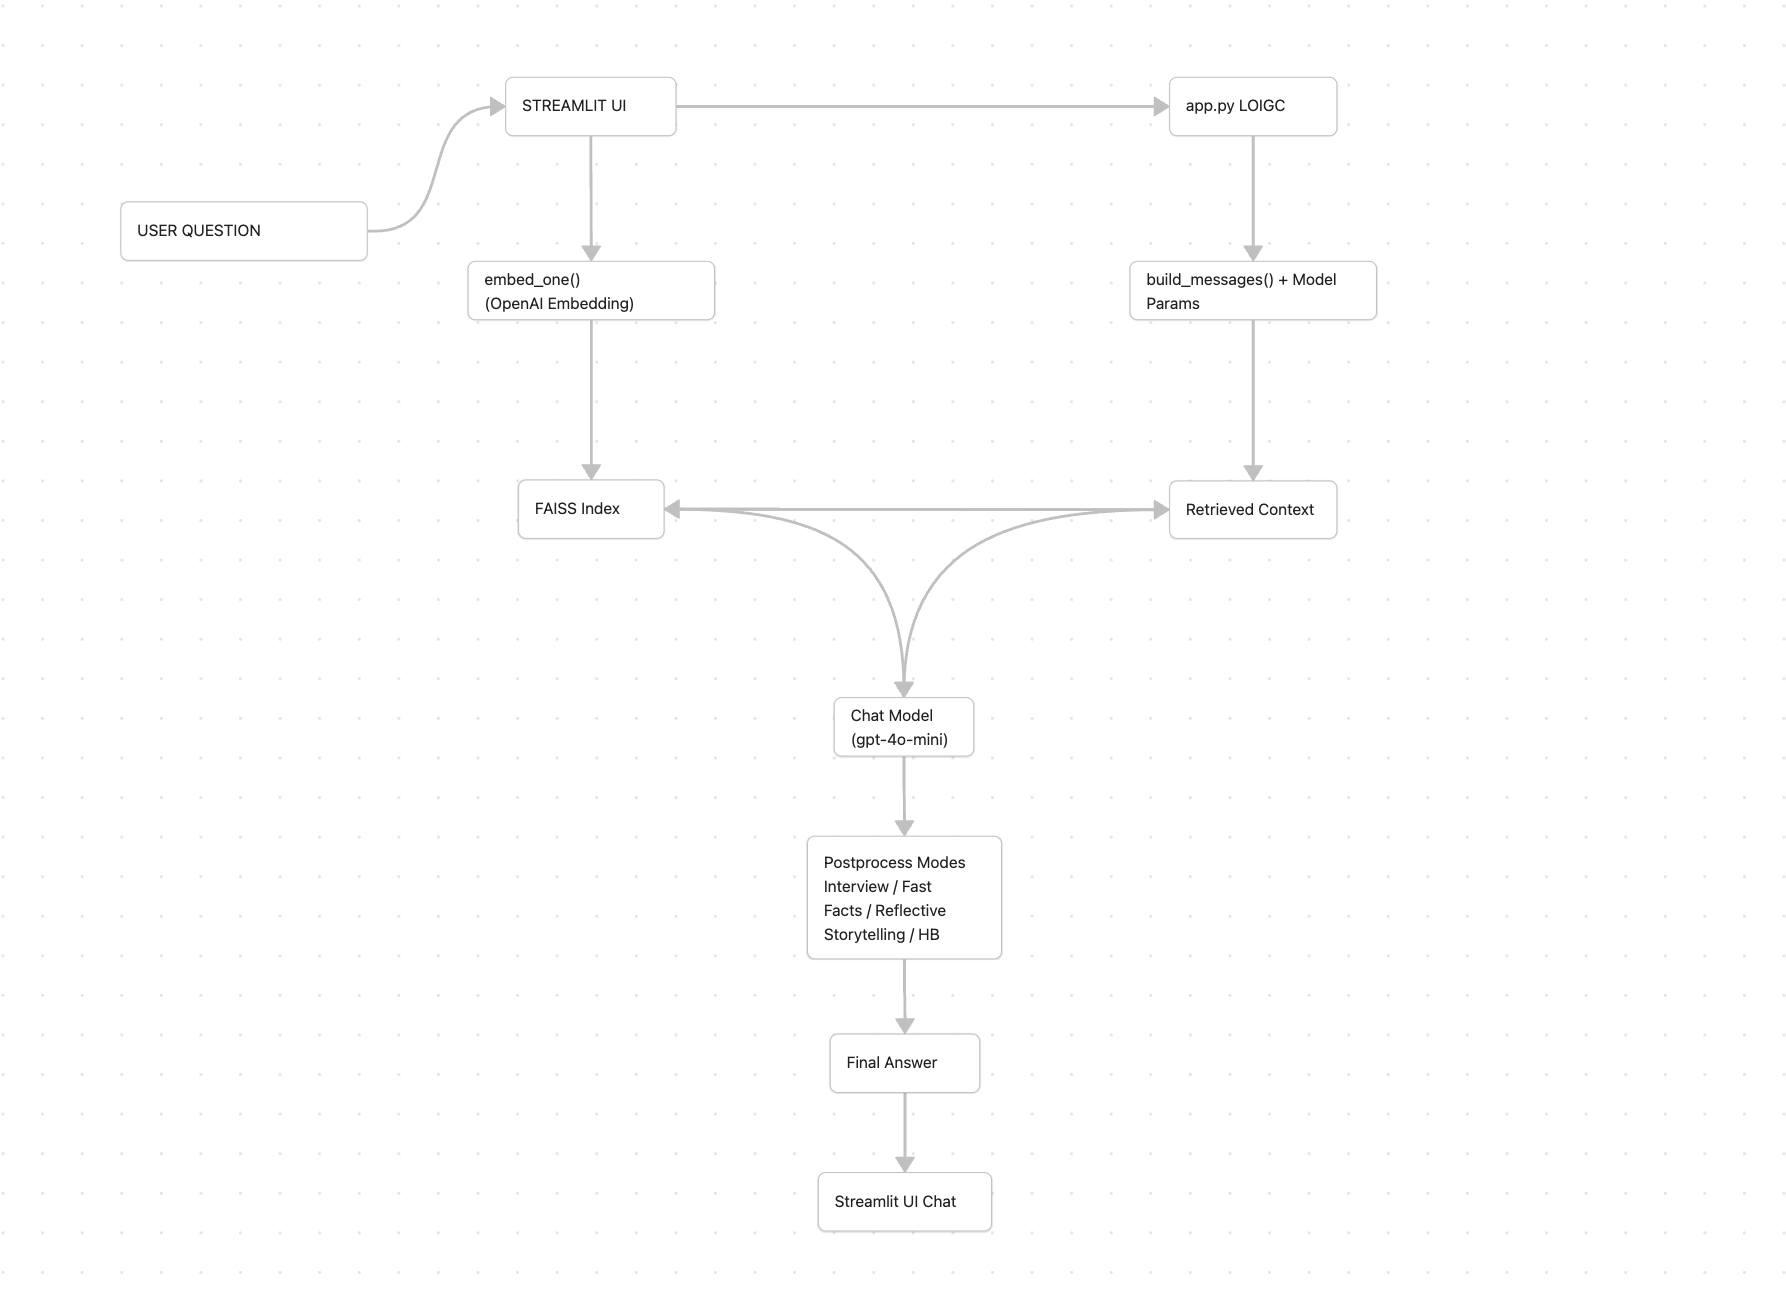 STREAMLIT UI
app.py LOIGC
USER QUESTION
embed_one()
(OpenAI Embedding)
build_messages() + Model
Params
FAISS Index
Retrieved Context
Chat Model
(gpt-4o-mini)
Postprocess Modes
Interview / Fast
Facts / Reflective
Storytelling / HB
Final Answer
Streamlit UI Chat